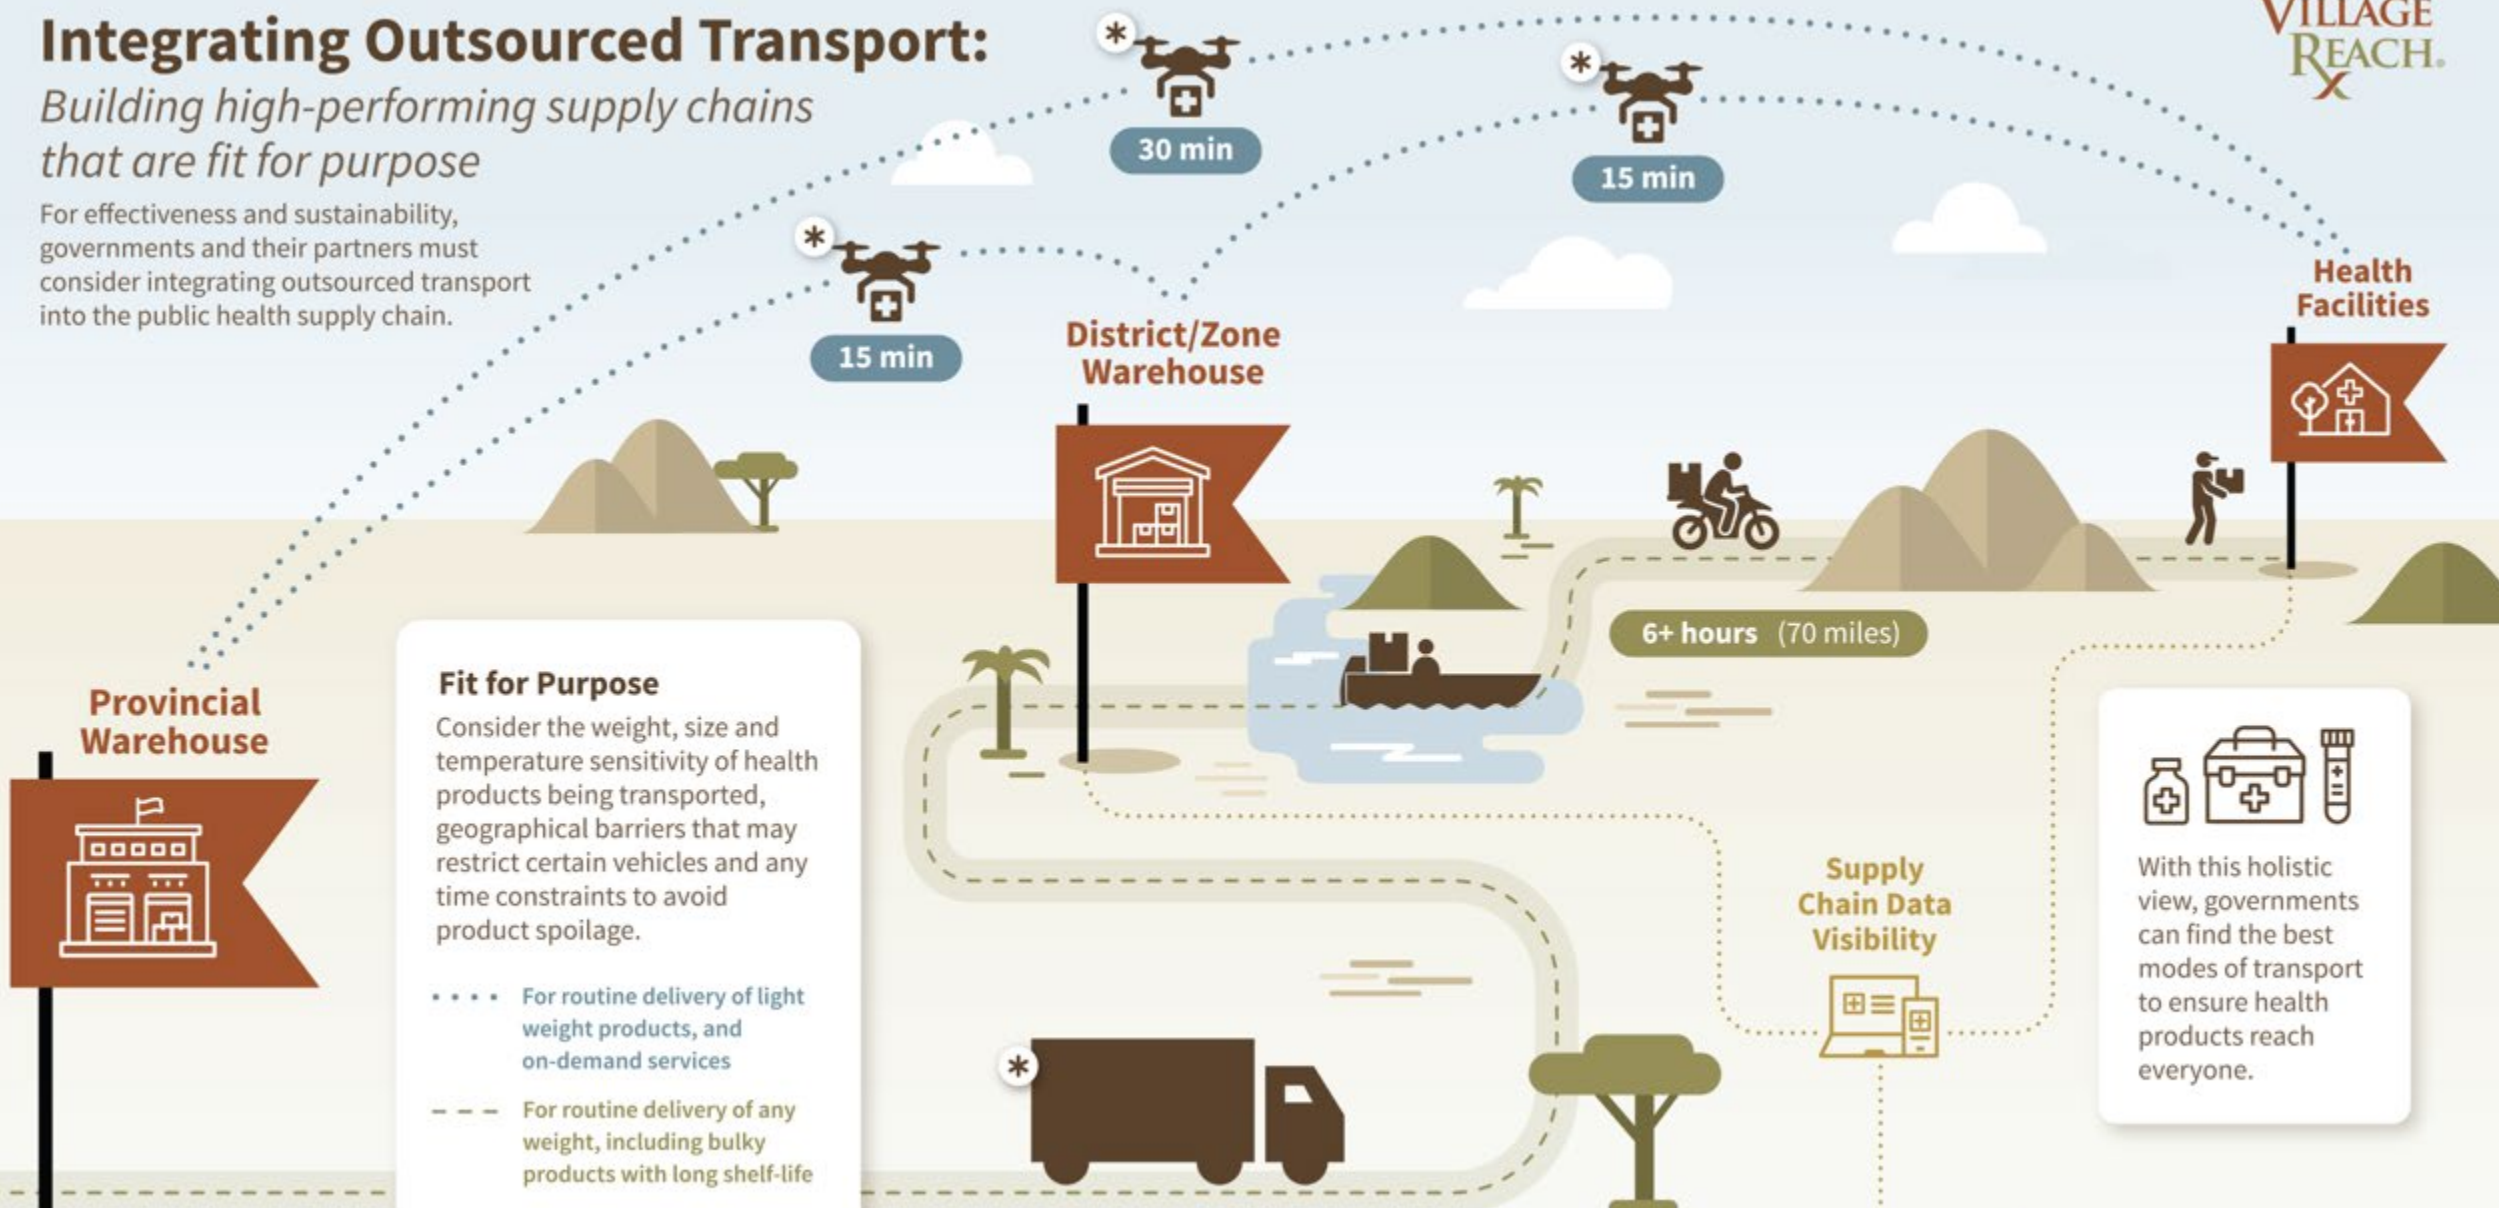 Integrating Outsourced Transport:
Building high-performing supply chains
that are fit for purpose
For effectiveness and sustainability,
governments and their partners must
consider integrating outsourced transport
into the public health supply chain.
VILLAGE
REACH®
*
30 min
*
15 min
*
15 min
District/Zone
Warehouse
Health
Facilities
6+ hours (70 miles)
Provincial
Warehouse
Fit for Purpose
Consider the weight, size and
temperature sensitivity of health
products being transported,
geographical barriers that may
restrict certain vehicles and any
time constraints to avoid
product spoilage.
For routine delivery of light
weight products, and
on-demand services
For routine delivery of any
weight, including bulky
products with long shelf-life
*
Supply
Chain Data
Visibility
With this holistic
view, governments
can find the best
modes of transport
to ensure health
products reach
everyone.